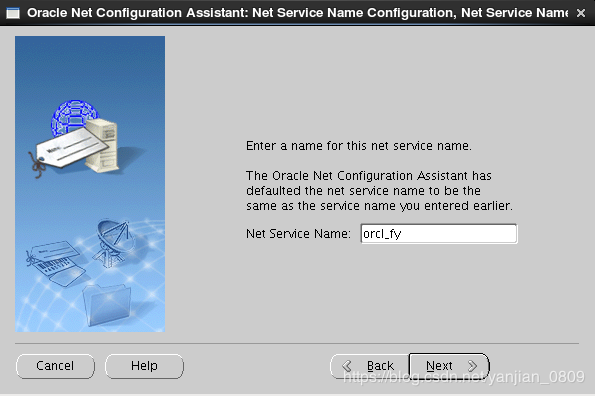 Oracle Net Configuration Assistant: Net Service Name Configuration, Net Service Name
Enter a name for this net service name.
The Oracle Net Configuration Assistant has
defaulted the net service name to be the
same as the service name you entered earlier.
Net Service Name: orcl_fy
Cancel Help Back Next
https://blog.csdn.net/yanjian_0809